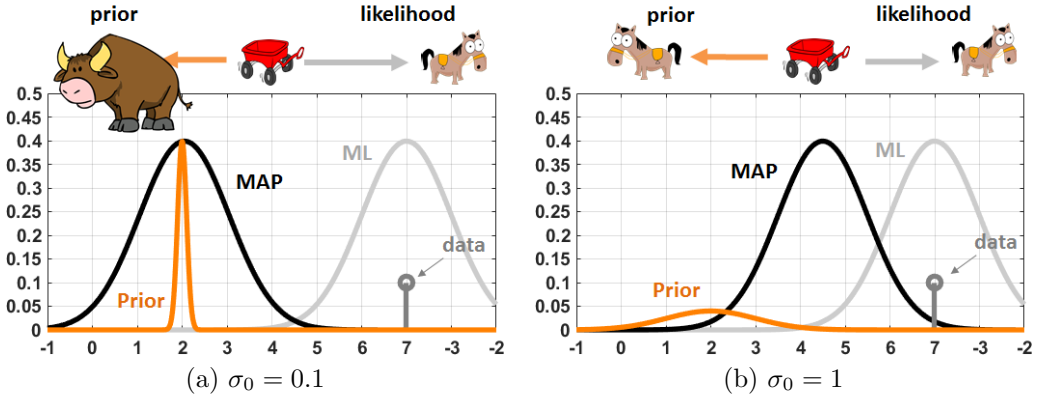 prior
likelihood
prior
likelihood
0.5
0.45
0.4
0.35
0.3
0.25
0.2
0.15
0.1
0.05
0
ML
MAP
data
Prior
-1 0 1 2 3 4 5 6 7 -3 -2
(a) σ₀ = 0.1
0.5
0.45
0.4
0.35
0.3
0.25
0.2
0.15
0.1
0.05
0
ML
MAP
data
Prior
-1 0 1 2 3 4 5 6 7 -3 -2
(b) σ₀ = 1